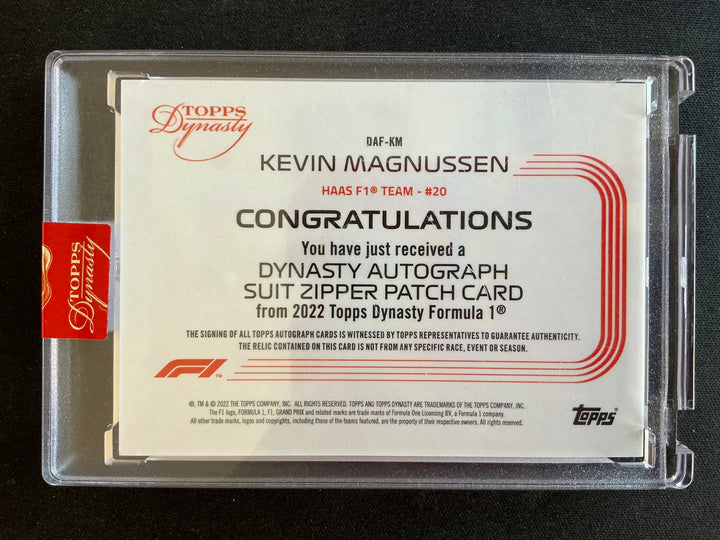 TOPPS
Dynasty
DAF-KM
KEVIN MAGNUSSEN
HAAS F1® TEAM - #20
CONGRATULATIONS
You have just received a
DYNASTY AUTOGRAPH
SUIT ZIPPER PATCH CARD
from 2022 Topps Dynasty Formula 1®
THE SIGNING OF ALL TOPPS AUTOGRAPH CARDS IS WITNESSED BY TOPPS REPRESENTATIVES TO GUARANTEE AUTHENTICITY.
THE RELIC CONTAINED ON THIS CARD IS NOT FROM ANY SPECIFIC RACE, EVENT OR SEASON.
F1™
®, TM & © 2022 THE TOPPS COMPANY, INC. ALL RIGHTS RESERVED. TOPPS AND TOPPS DYNASTY ARE TRADEMARKS OF THE TOPPS COMPANY, INC.
The F1 logo, FORMULA 1, F1, GRAND PRIX and related marks are trade marks of Formula One Licensing BV, a Formula 1 company.
All other trade marks, logos and copyrights, including those of the teams featured, are the property of their respective owners. All rights reserved.
topps®
TOPPS
Dynasty